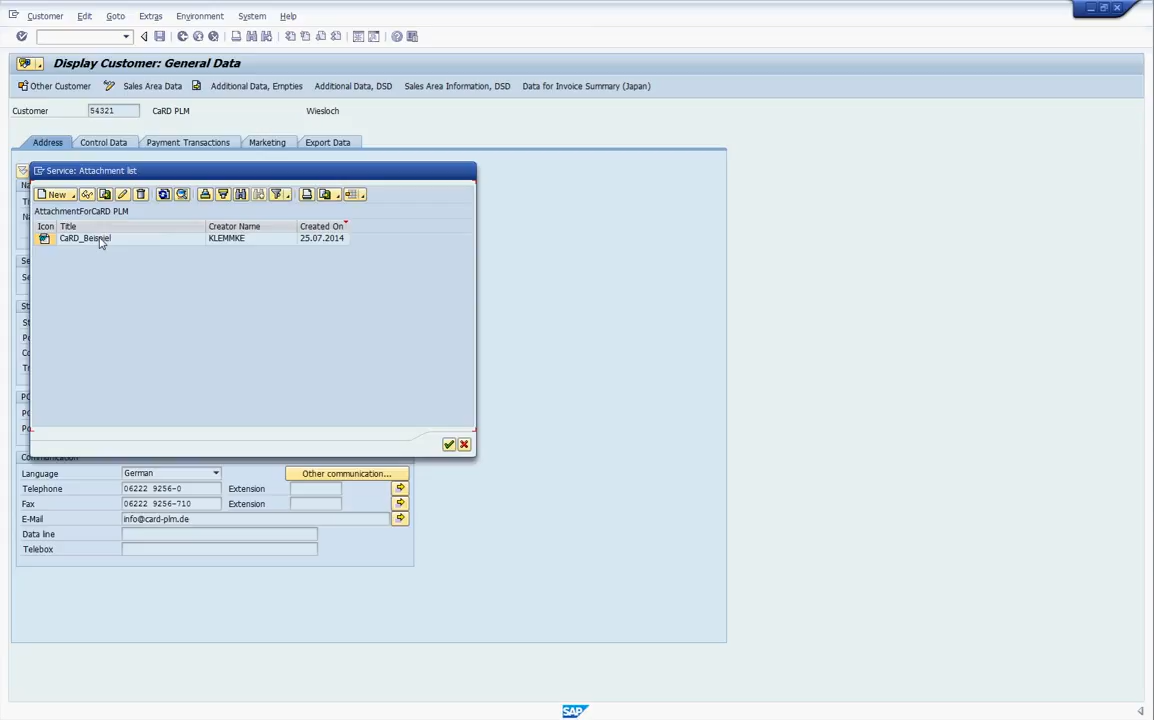 Customer Edit Goto Extras Environment System Help
Display Customer: General Data
Other Customer Sales Area Data Additional Data, Empties Additional Data, DSD Sales Area Information, DSD Data for Invoice Summary (Japan)
Customer 54321 CaRD PLM Wiesloch
Address Control Data Payment Transactions Marketing Export Data
Service: Attachment list
New
AttachmentForCaRD PLM
Icon Title Creator Name Created On
CaRD_Beispiel KLEMMKE 25.07.2014
Communication
Language German Other communication...
Telephone 06222 9256-0 Extension
Fax 06222 9256-710 Extension
E-Mail info@card-plm.de
Data line
Telebox
SAP